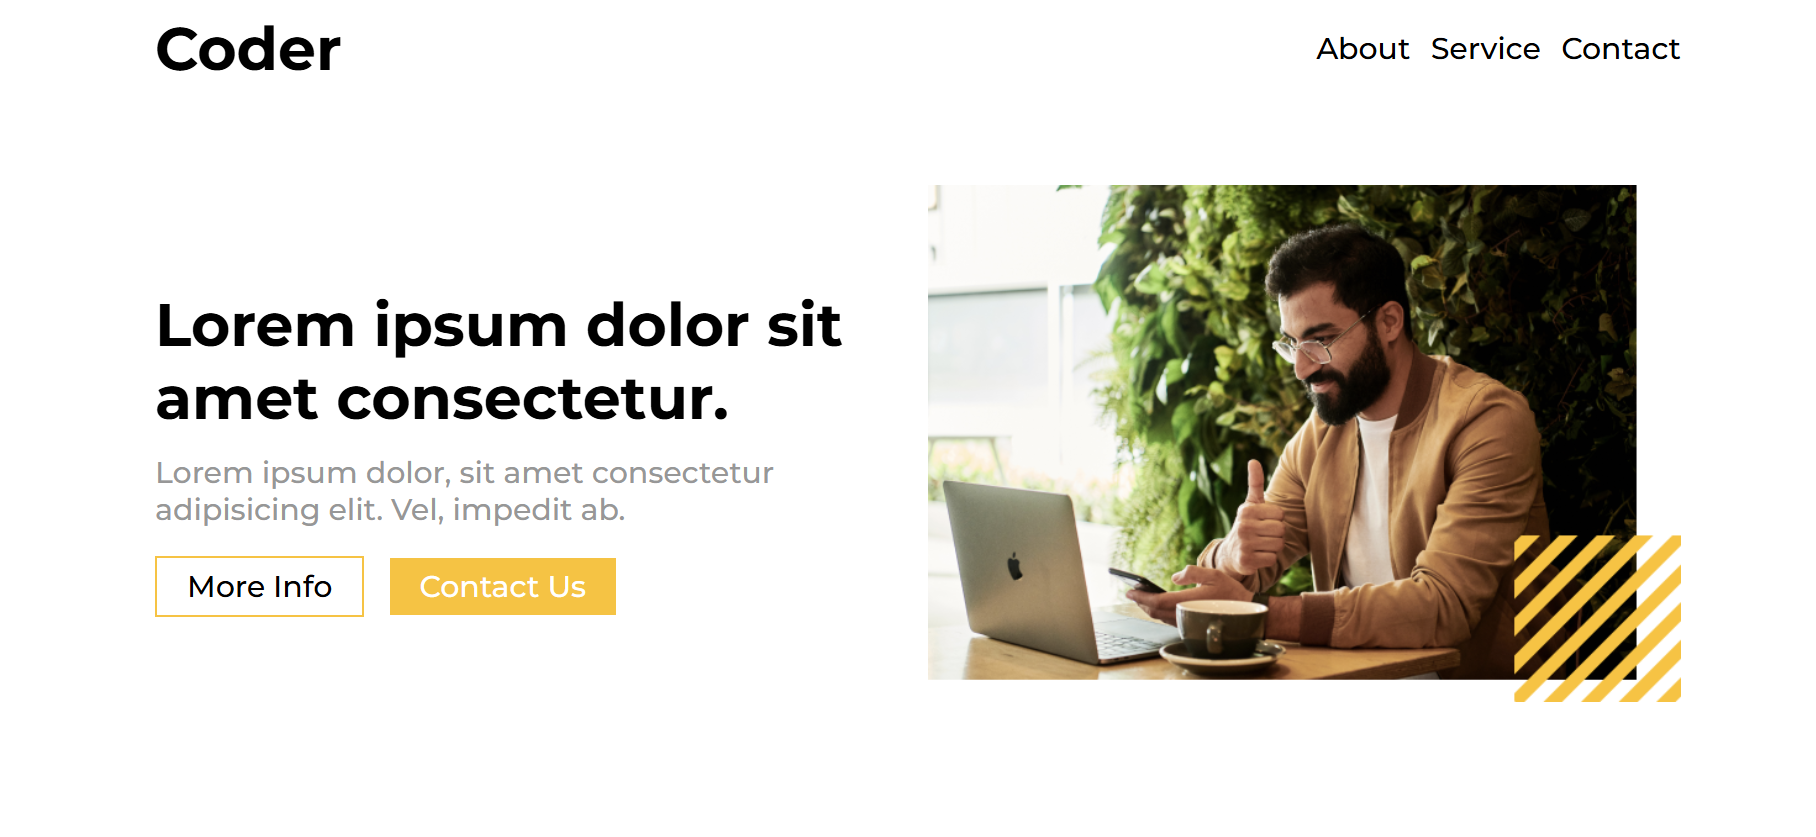 Coder
About Service Contact
Lorem ipsum dolor sit
amet consectetur.
Lorem ipsum dolor, sit amet consectetur
adipisicing elit. Vel, impedit ab.
More Info Contact Us